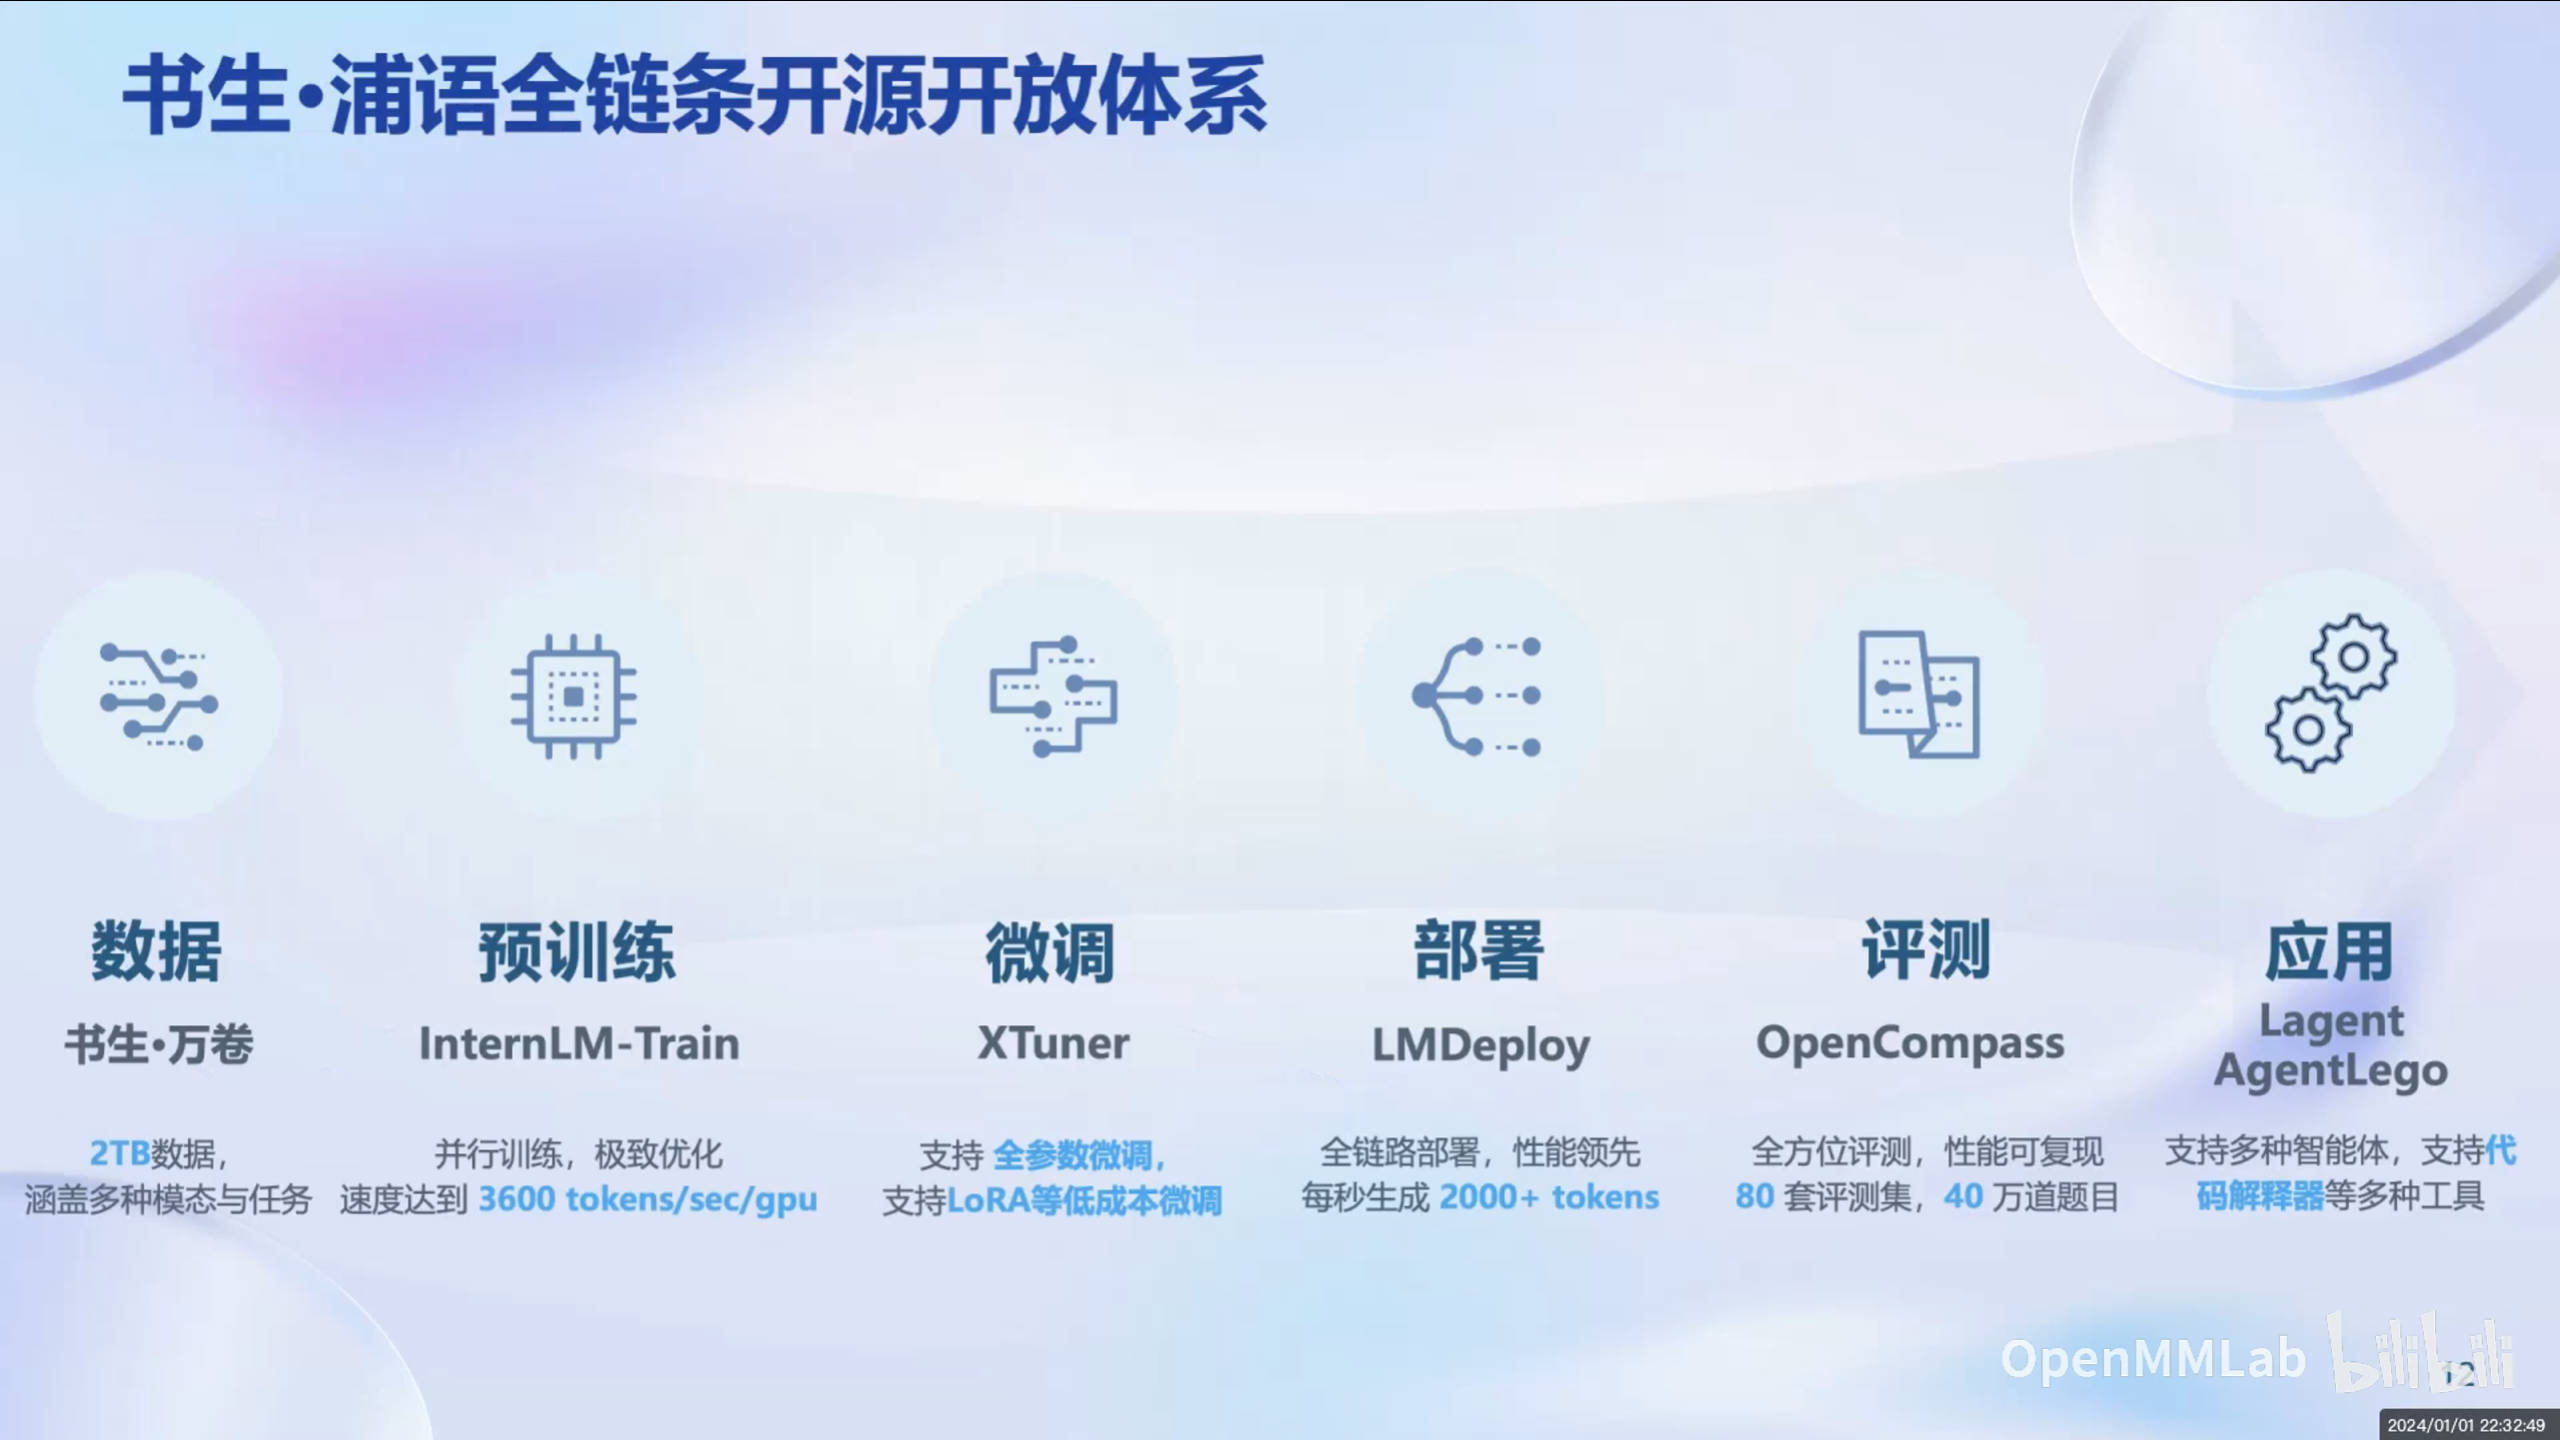 书生·浦语全链条开源开放体系
数据
书生·万卷
2TB数据，
涵盖多种模态与任务
预训练
InternLM-Train
并行训练，极致优化
速度达到 3600 tokens/sec/gpu
微调
XTuner
支持 全参数微调，
支持LoRA等低成本微调
部署
LMDeploy
全链路部署，性能领先
每秒生成 2000+ tokens
评测
OpenCompass
全方位评测，性能可复现
80 套评测集，40 万道题目
应用
Lagent
AgentLego
支持多种智能体，支持代
码解释器等多种工具
OpenMMLab bilibili
12
2024/01/01 22:32:49